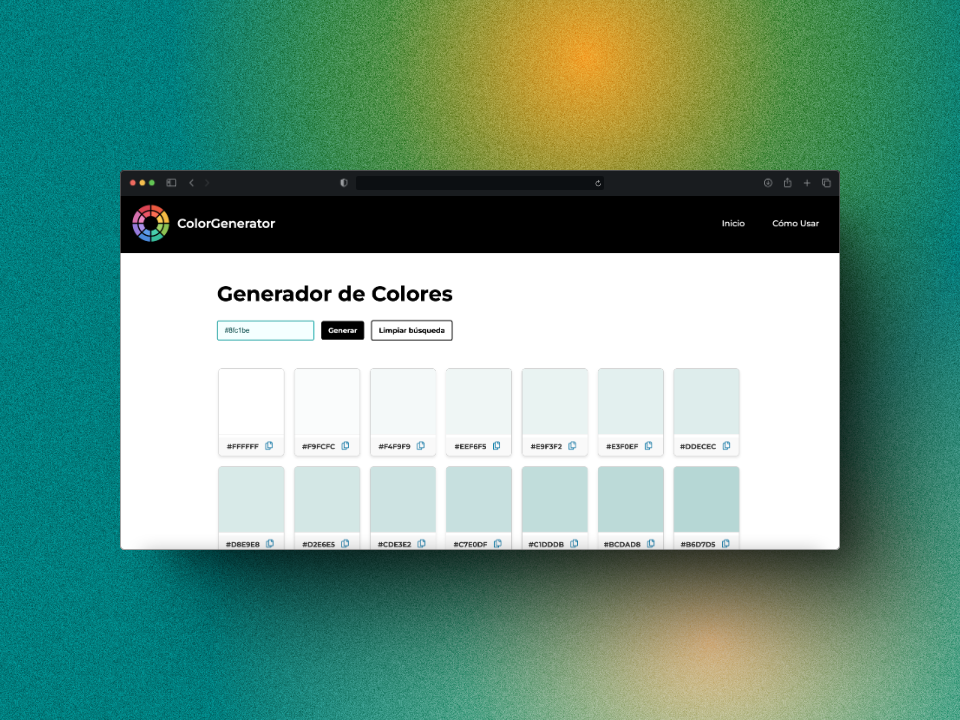 ColorGenerator
Inicio
Cómo Usar
Generador de Colores
#8fc1be
Generar
Limpiar búsqueda
#FFFFFF
#F9FCFC
#F4F9F9
#EEF6F5
#E9F3F2
#E3F0EF
#DDECEC
#D8E9E8
#D2E6E5
#CDE3E2
#C7E0DF
#C1DDDB
#BCDAD8
#B6D7D5